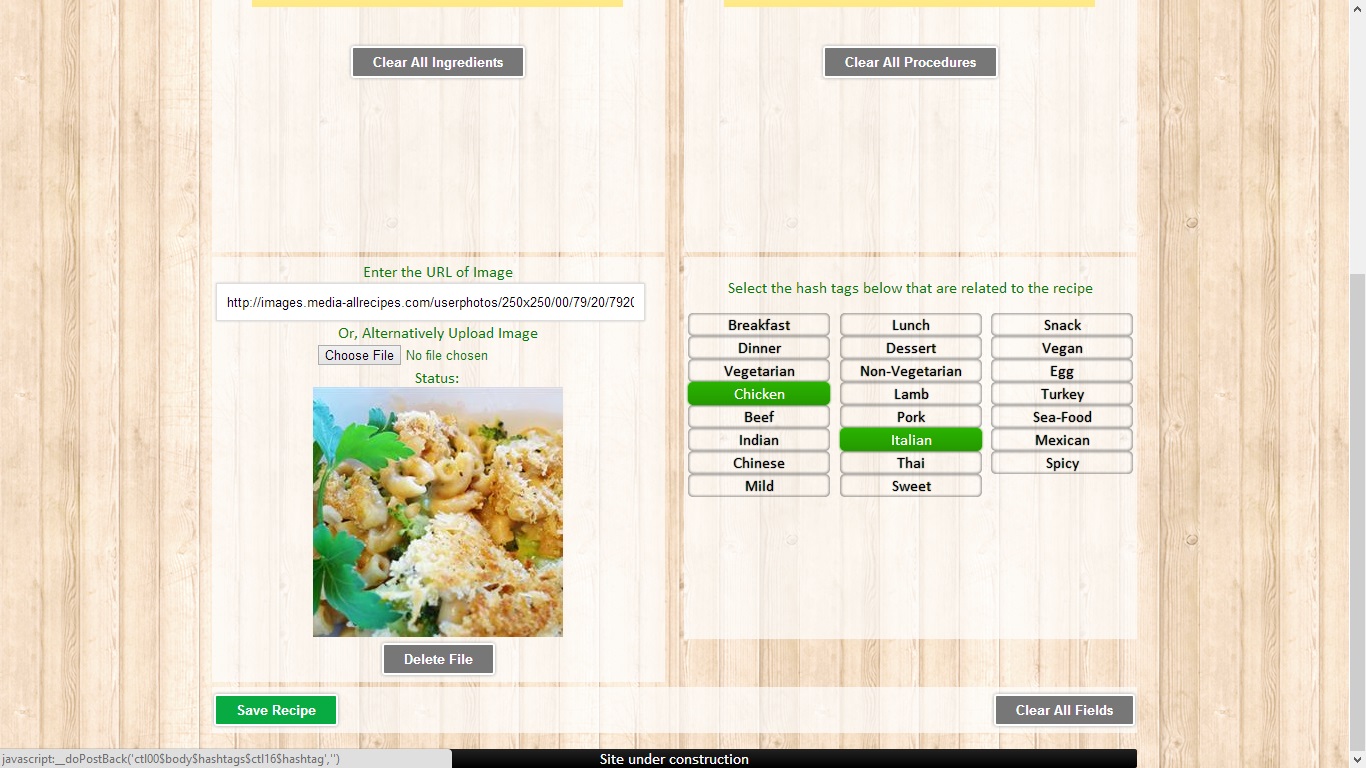 Clear All Ingredients
Clear All Procedures
Enter the URL of Image
http://images.media-allrecipes.com/userphotos/250x250/00/79/20/7920
Or, Alternatively Upload Image
Choose File No file chosen
Status:
Delete File
Select the hash tags below that are related to the recipe
Breakfast Lunch Snack
Dinner Dessert Vegan
Vegetarian Non-Vegetarian Egg
Chicken Lamb Turkey
Beef Pork Sea-Food
Indian Italian Mexican
Chinese Thai Spicy
Mild Sweet
Save Recipe Clear All Fields
javascript:__doPostBack('ctl00$body$hashtags$ctl16$hashtag','')
Site under construction